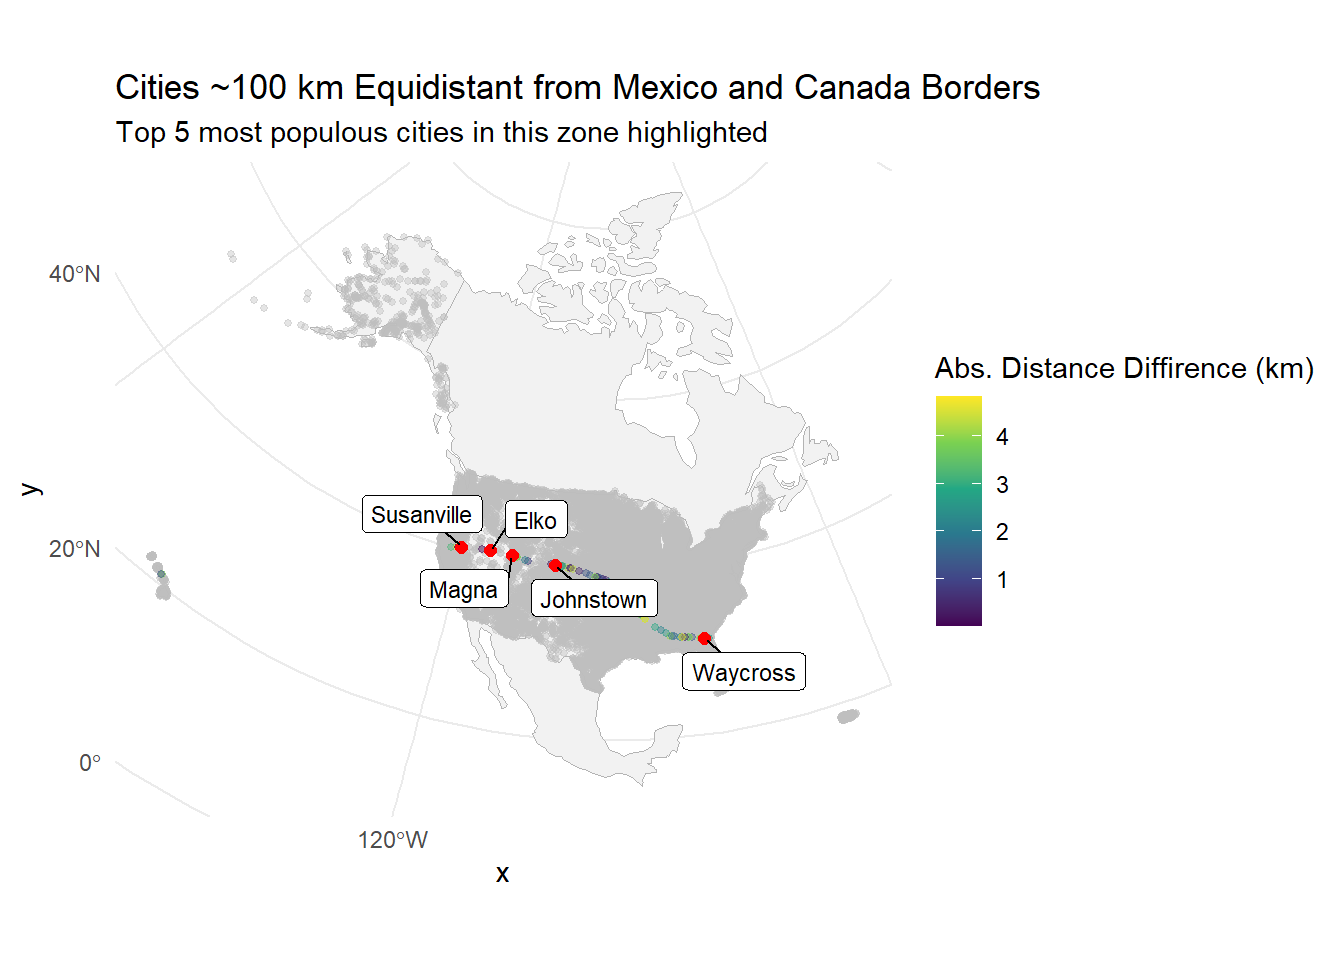 Cities ~100 km Equidistant from Mexico and Canada Borders
Top 5 most populous cities in this zone highlighted
40°N
20°N
0°
120°W
x
y
Susanville
Elko
Magna
Johnstown
Waycross
Abs. Distance Diffirence (km)
4
3
2
1